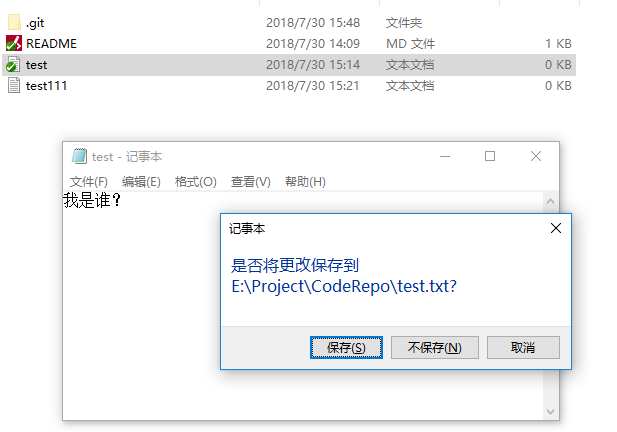 .git 2018/7/30 15:48 文件夹
README 2018/7/30 14:09 MD 文件 1 KB
test 2018/7/30 15:14 文本文档 0 KB
test111 2018/7/30 15:21 文本文档 0 KB
test - 记事本
文件(F) 编辑(E) 格式(O) 查看(V) 帮助(H)
我是谁?
记事本
是否将更改保存到
E:\Project\CodeRepo\test.txt?
保存(S) 不保存(N) 取消